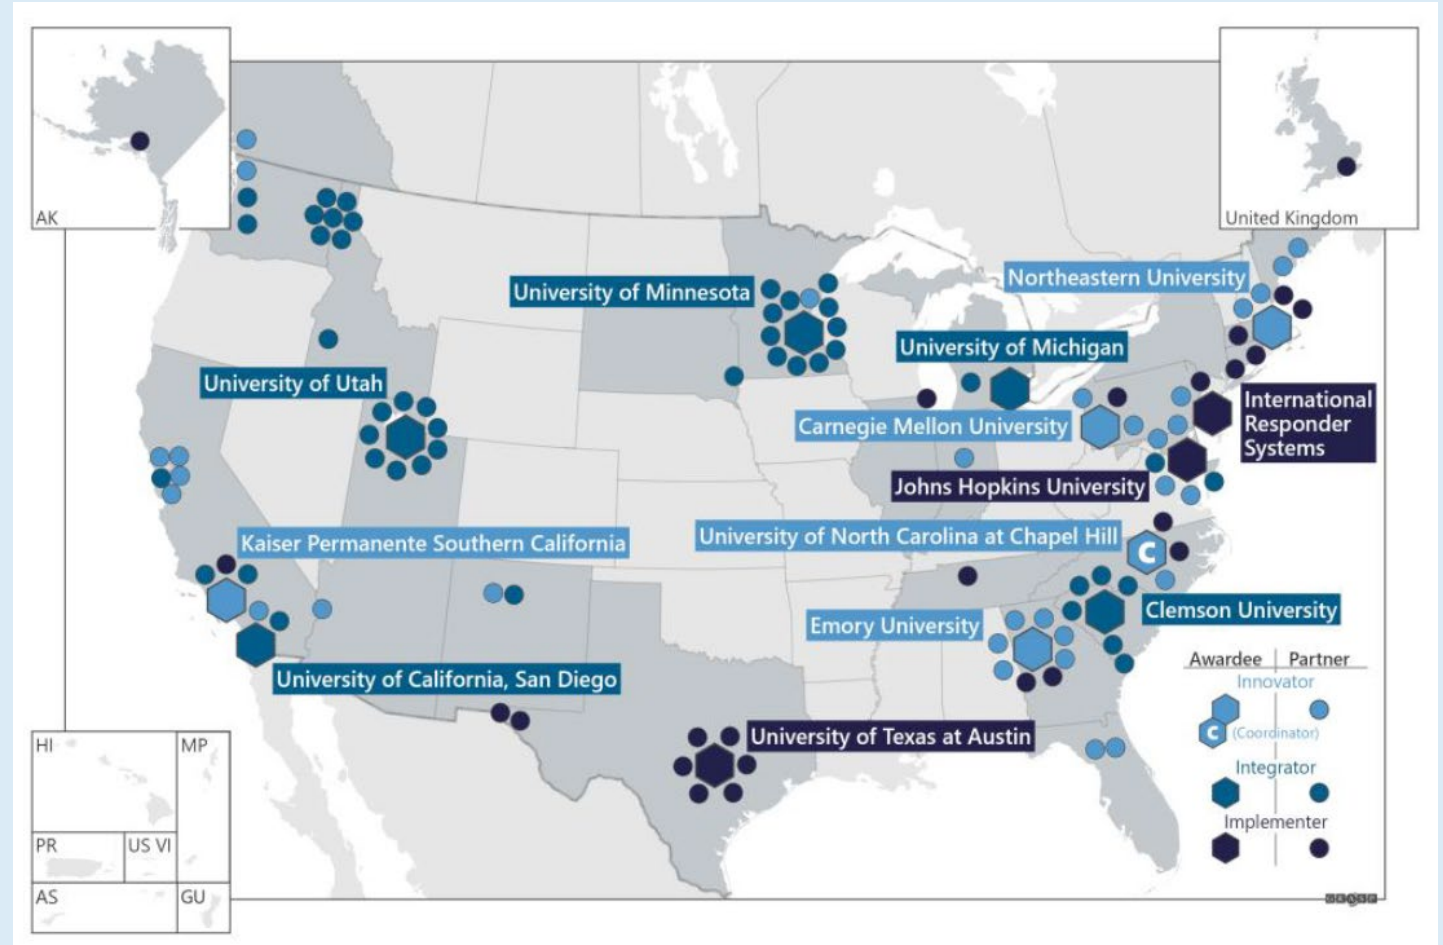 AK
United Kingdom
Northeastern University
University of Minnesota
University of Michigan
University of Utah
International
Responder
Systems
Carnegie Mellon University
Johns Hopkins University
University of North Carolina at Chapel Hill
C
Kaiser Permanente Southern California
Clemson University
Emory University
University of California, San Diego
University of Texas at Austin
Awardee Partner
Innovator
C (Coordinator)
Integrator
Implementer
HI
MP
PR
US VI
AS
GU